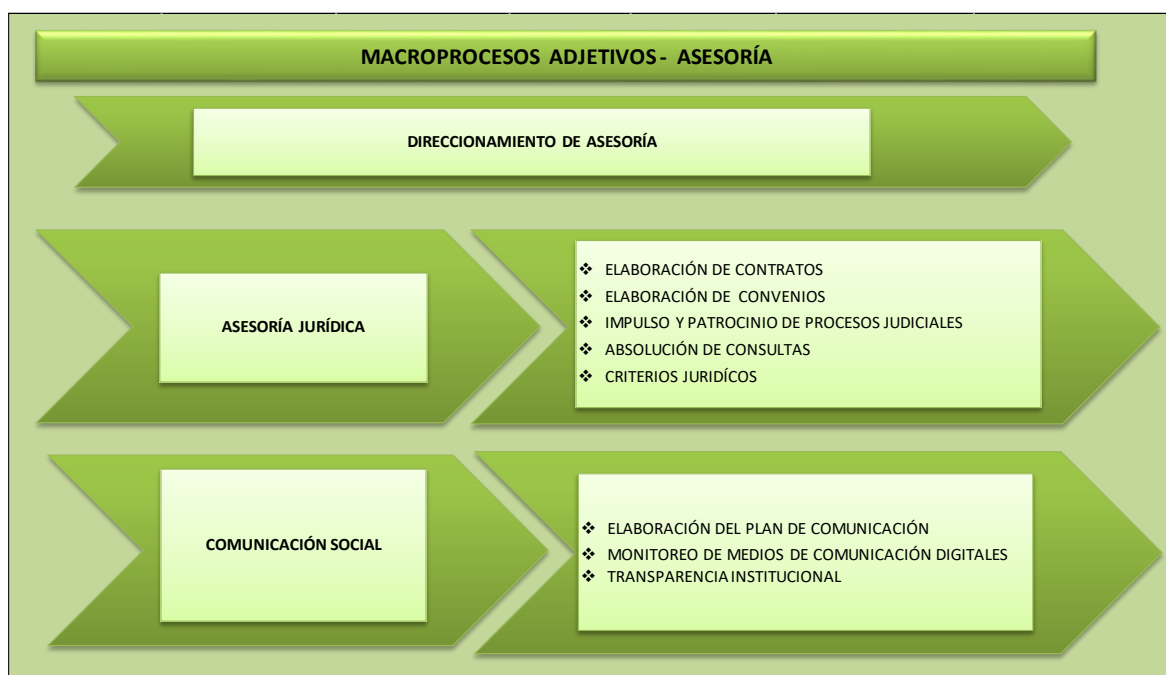 MACROPROCESOS ADJETIVOS - ASESORÍA
DIRECCIONAMIENTO DE ASESORÍA
ASESORÍA JURÍDICA
❖ ELABORACIÓN DE CONTRATOS
❖ ELABORACIÓN DE CONVENIOS
❖ IMPULSO Y PATROCINIO DE PROCESOS JUDICIALES
❖ ABSOLUCIÓN DE CONSULTAS
❖ CRITERIOS JURIDÍCOS
COMUNICACIÓN SOCIAL
❖ ELABORACIÓN DEL PLAN DE COMUNICACIÓN
❖ MONITOREO DE MEDIOS DE COMUNICACIÓN DIGITALES
❖ TRANSPARENCIA INSTITUCIONAL